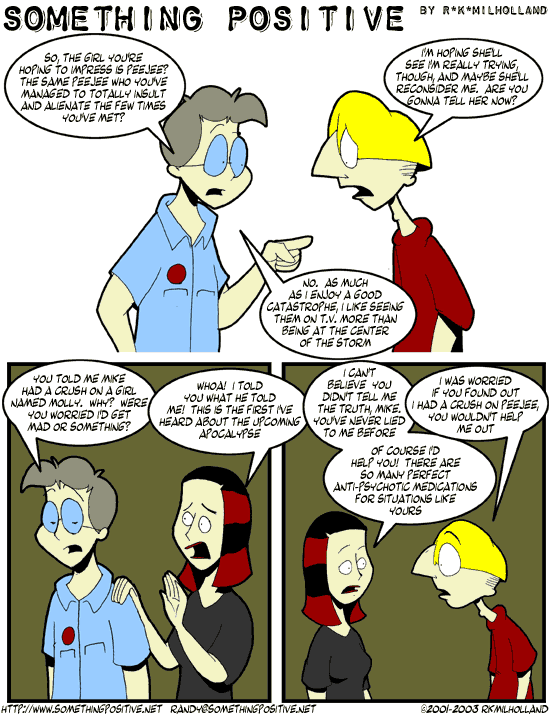 SOMETHING POSITIVE BY R*K*MILHOLLAND
SO, THE GIRL YOU'RE
HOPING TO IMPRESS IS PEEJEE?
THE SAME PEEJEE WHO YOU'VE
MANAGED TO TOTALLY INSULT
AND ALIENATE THE FEW TIMES
YOU'VE MET?
I'M HOPING SHE'LL
SEE I'M REALLY TRYING,
THOUGH, AND MAYBE SHE'LL
RECONSIDER ME. ARE YOU
GONNA TELL HER NOW?
NO. AS MUCH
AS I ENJOY A GOOD
CATASTROPHE, I LIKE SEEING
THEM ON T.V. MORE THAN
BEING AT THE CENTER
OF THE STORM
YOU TOLD ME MIKE
HAD A CRUSH ON A GIRL
NAMED MOLLY. WHY? WERE
YOU WORRIED I'D GET
MAD OR SOMETHING?
WHOA! I TOLD
YOU WHAT HE TOLD
ME! THIS IS THE FIRST I'VE
HEARD ABOUT THE UPCOMING
APOCALYPSE
I CAN'T
BELIEVE YOU
DIDN'T TELL ME
THE TRUTH, MIKE.
YOU'VE NEVER LIED
TO ME BEFORE
I WAS WORRIED
IF YOU FOUND OUT
I HAD A CRUSH ON PEEJEE,
YOU WOULDN'T HELP
ME OUT
OF COURSE I'D
HELP YOU! THERE ARE
SO MANY PERFECT
ANTI-PSYCHOTIC MEDICATIONS
FOR SITUATIONS LIKE
YOURS
HTTP://WWW.SOMETHINGPOSITIVE.NET RANDY@SOMETHINGPOSITIVE.NET ©2001-2003 RKMILHOLLAND